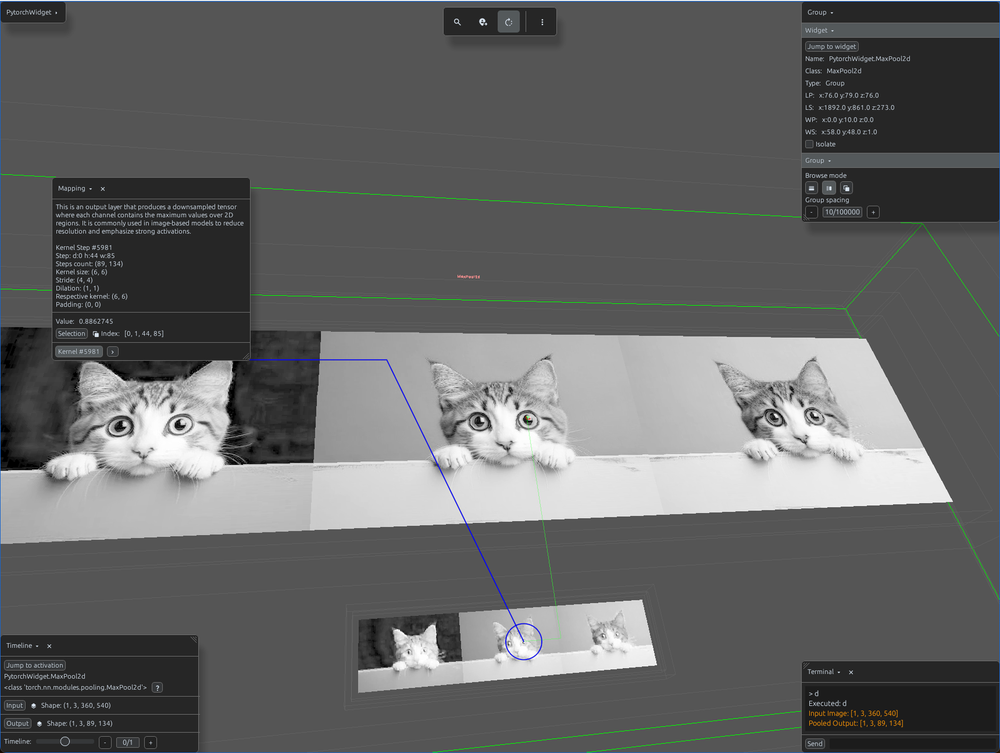 PytorchWidget
Group
Widget
Jump to widget
Name: PytorchWidget.MaxPool2d
Class: MaxPool2d
Type: Group
LP: x:76.0 y:79.0 z:76.0
LS: x:1892.0 y:861.0 z:273.0
WP: x:0.0 y:10.0 z:0.0
WS: x:58.0 y:48.0 z:1.0
Isolate
Group
Browse mode
Group spacing
- 10/100000 +
Mapping ×
This is an output layer that produces a downsampled tensor
where each channel contains the maximum values over 2D
regions. It is commonly used in image-based models to reduce
resolution and emphasize strong activations.
Kernel Step #5981
Step: d:0 h:44 w:85
Steps count: (89, 134)
Kernel size: (6, 6)
Stride: (4, 4)
Dilation: (1, 1)
Respective kernel: (6, 6)
Padding: (0, 0)
Value: 0.8862745
Selection Index: [0, 1, 44, 85]
Kernel #5981 >
MaxPool2d
Timeline ×
Jump to activation
PytorchWidget.MaxPool2d
<class 'torch.nn.modules.pooling.MaxPool2d'> ?
Input Shape: (1, 3, 360, 540)
Output Shape: (1, 3, 89, 134)
Timeline: - 0/1 +
Terminal ×
> d
Executed: d
Input Image: [1, 3, 360, 540]
Pooled Output: [1, 3, 89, 134]
Send